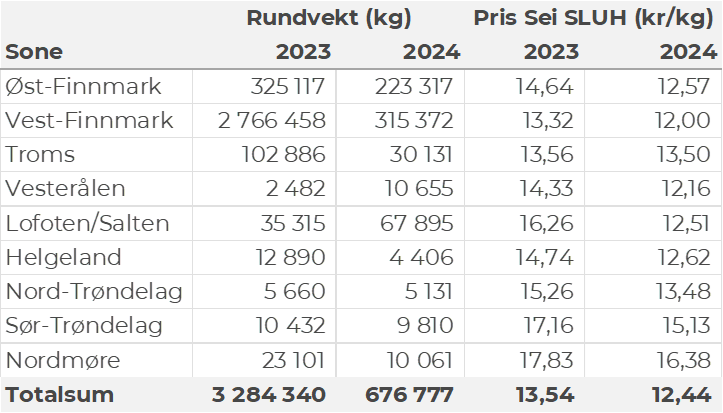 Rundvekt (kg) Pris Sei SLUH (kr/kg)
Sone 2023 2024 2023 2024
Øst-Finnmark 325 117 223 317 14,64 12,57
Vest-Finnmark 2 766 458 315 372 13,32 12,00
Troms 102 886 30 131 13,56 13,50
Vesterålen 2 482 10 655 14,33 12,16
Lofoten/Salten 35 315 67 895 16,26 12,51
Helgeland 12 890 4 406 14,74 12,62
Nord-Trøndelag 5 660 5 131 15,26 13,48
Sør-Trøndelag 10 432 9 810 17,16 15,13
Nordmøre 23 101 10 061 17,83 16,38
Totalsum 3 284 340 676 777 13,54 12,44